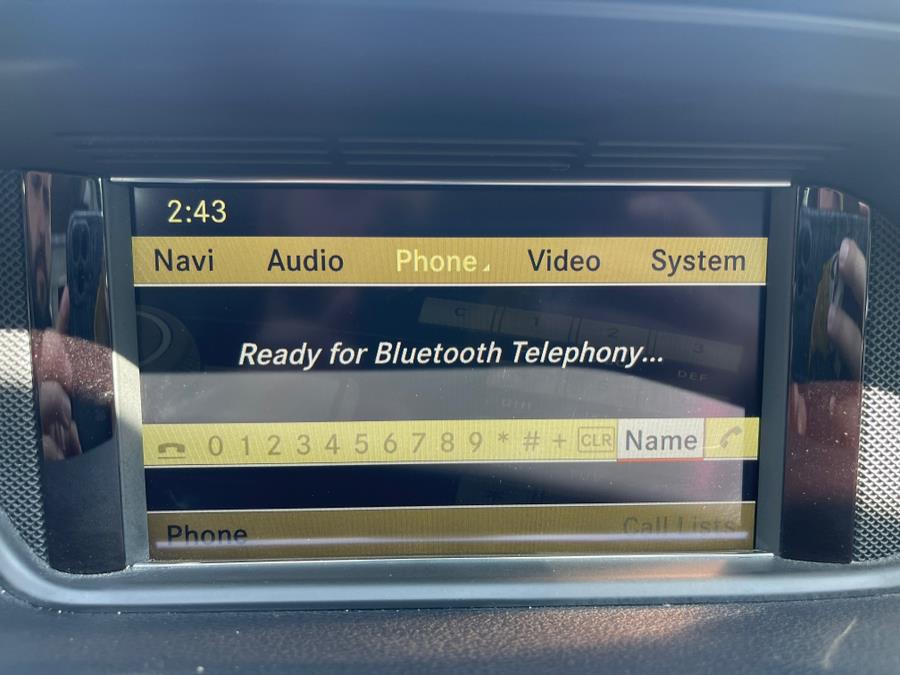 2:43
Navi Audio Phone Video System
Ready for Bluetooth Telephony...
0 1 2 3 4 5 6 7 8 9 * # + CLR Name
Phone Call Lists